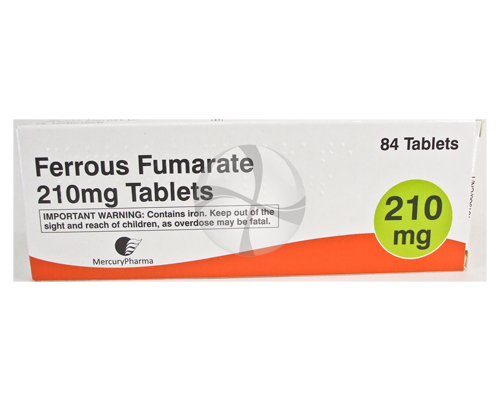 84 Tablets
Ferrous Fumarate
210mg Tablets
IMPORTANT WARNING: Contains iron. Keep out of the
sight and reach of children, as overdose may be fatal.
210
mg
MercuryPharma